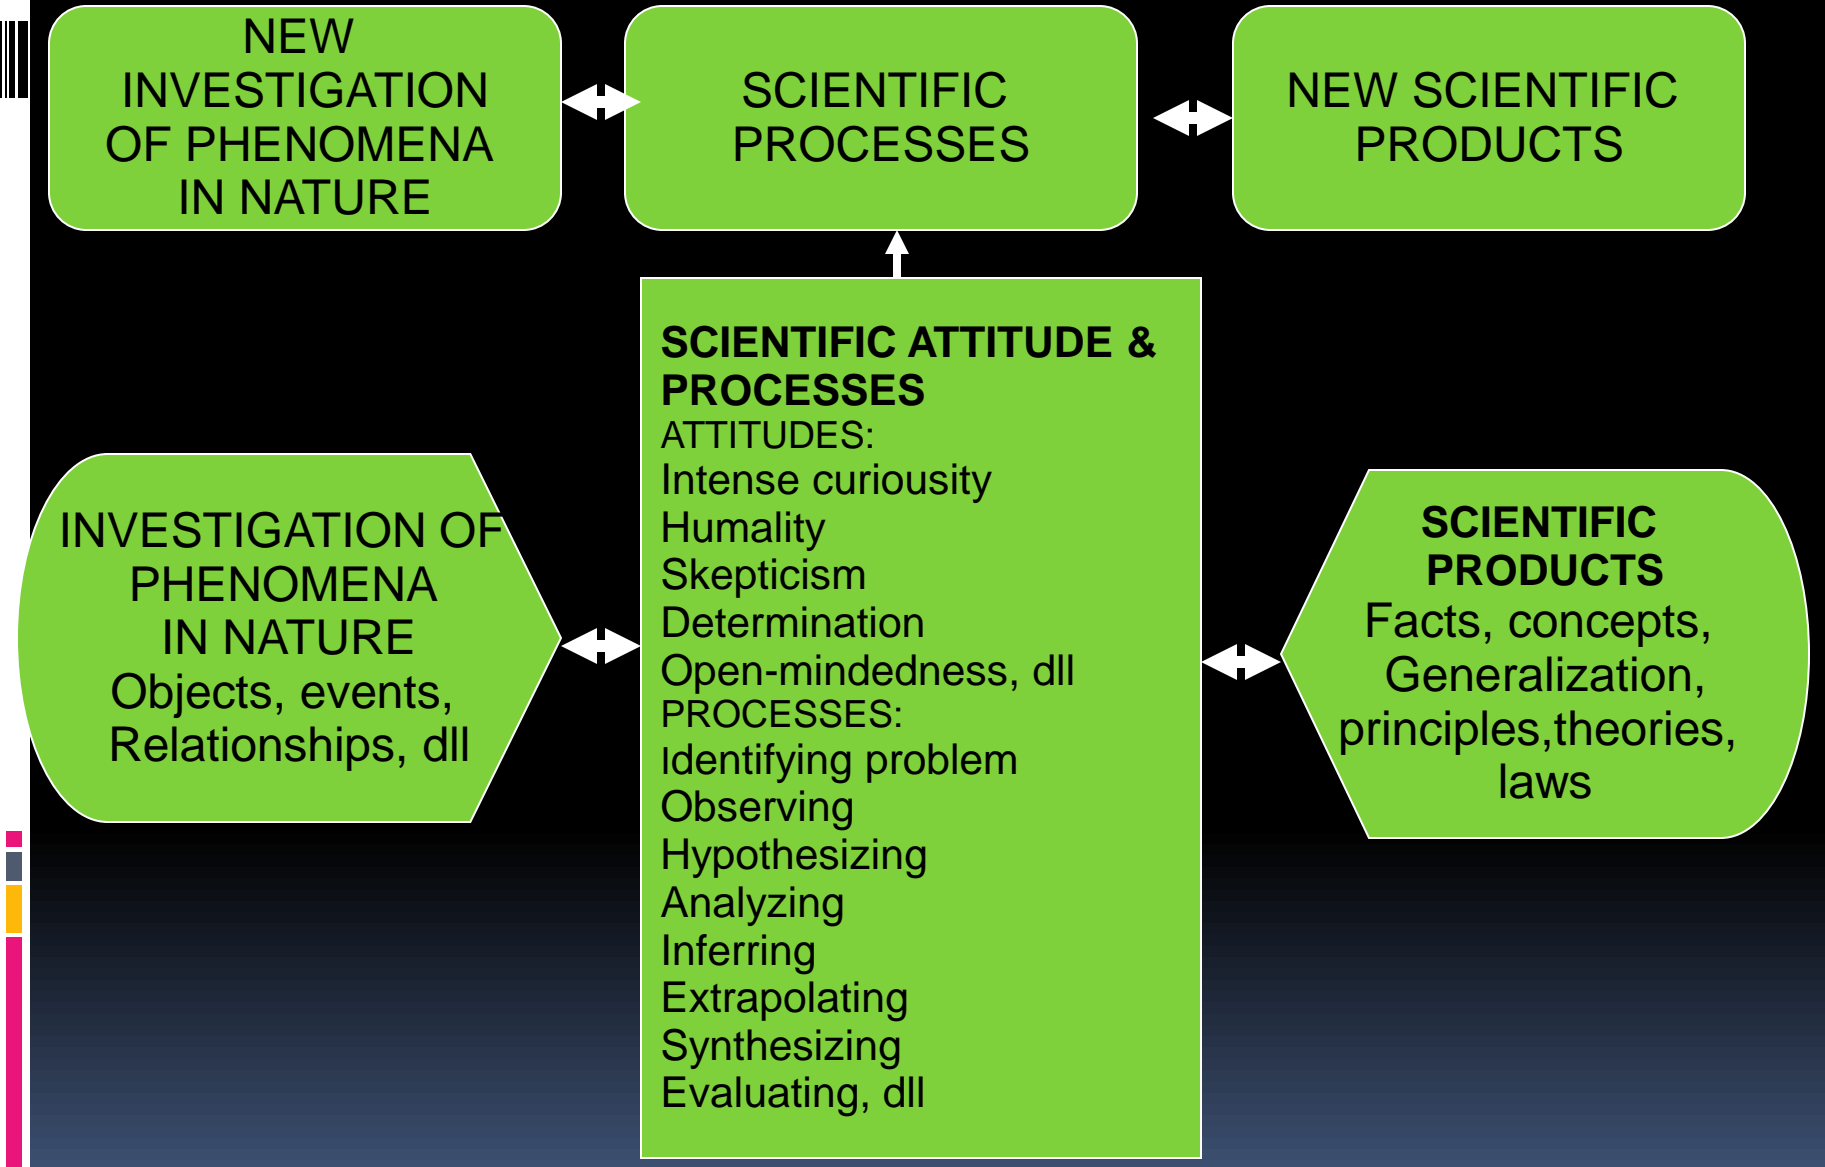 NEW
INVESTIGATION
OF PHENOMENA
IN NATURE
SCIENTIFIC
PROCESSES
NEW SCIENTIFIC
PRODUCTS
INVESTIGATION OF
PHENOMENA
IN NATURE
Objects, events,
Relationships, dll
SCIENTIFIC ATTITUDE &
PROCESSES
ATTITUDES:
Intense curiousity
Humality
Skepticism
Determination
Open-mindedness, dll
PROCESSES:
Identifying problem
Observing
Hypothesizing
Analyzing
Inferring
Extrapolating
Synthesizing
Evaluating, dll
SCIENTIFIC
PRODUCTS
Facts, concepts,
Generalization,
principles,theories,
laws